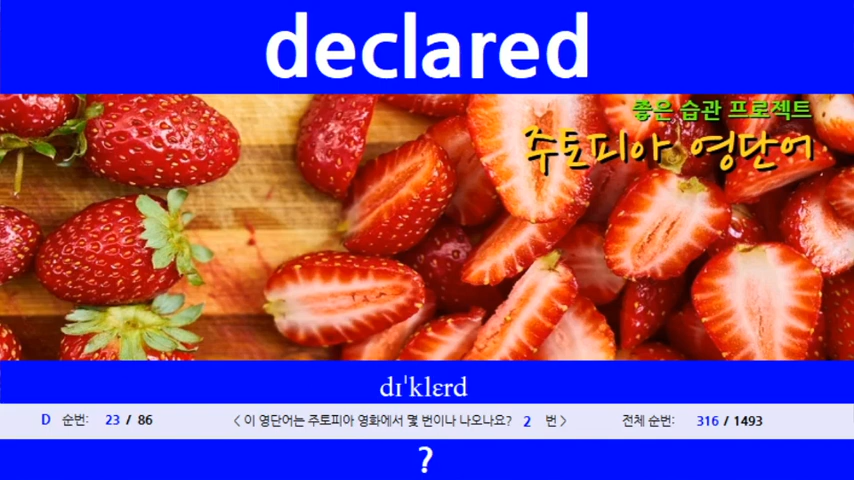 declared
좋은 습관 프로젝트
주토피아 영단어
dɪˈklɛrd
D 순번: 23 / 86 < 이 영단어는 주토피아 영화에서 몇 번이나 나오나요? 2 번 > 전체 순번: 316 / 1493
?